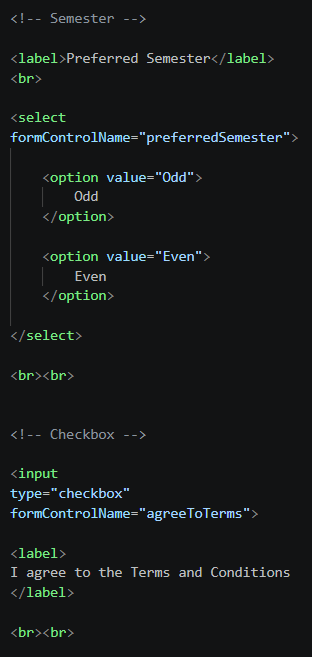 <!-- Semester -->
<label>Preferred Semester</label>
<br>
<select
formControlName="preferredSemester">
<option value="Odd">
Odd
</option>
<option value="Even">
Even
</option>
</select>
<br><br>
<!-- Checkbox -->
<input
type="checkbox"
formControlName="agreeToTerms">
<label>
I agree to the Terms and Conditions
</label>
<br><br>